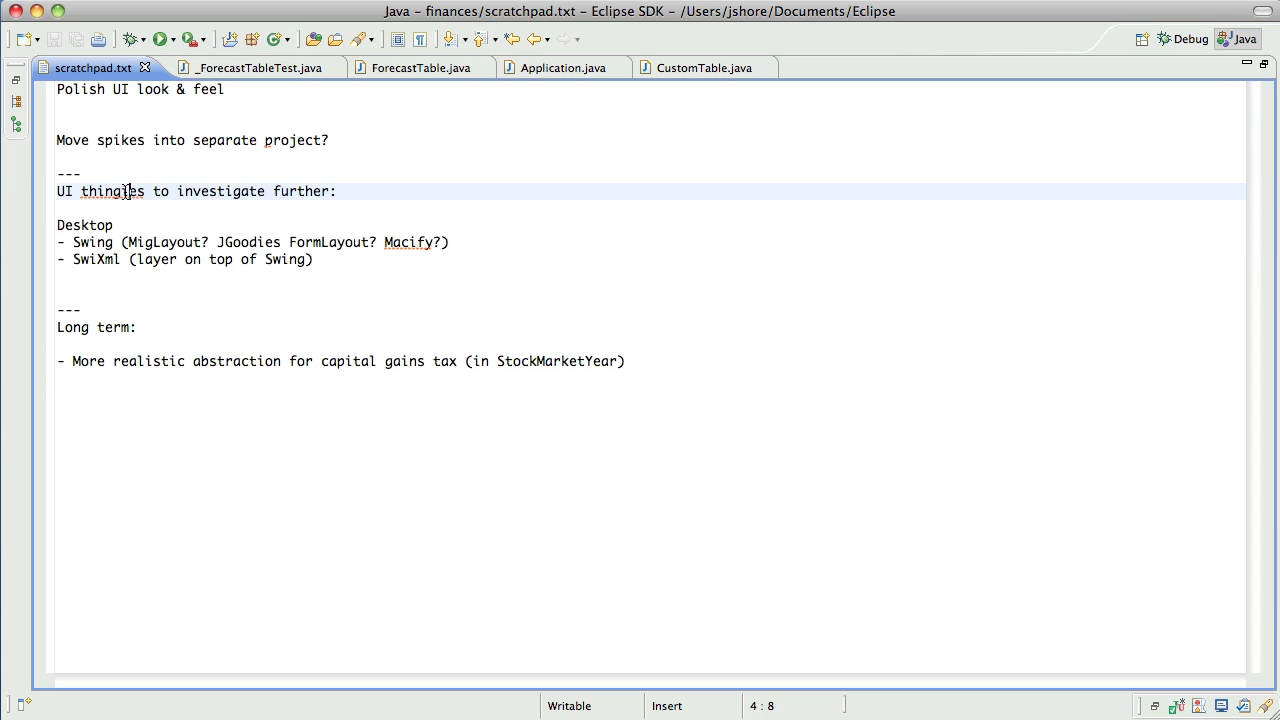 Java - finances/scratchpad.txt - Eclipse SDK - /Users/jshore/Documents/Eclipse
Debug
Java
scratchpad.txt
_ForecastTableTest.java
ForecastTable.java
Application.java
CustomTable.java
Polish UI look & feel
Move spikes into separate project?
---
UI thingies to investigate further:
Desktop
- Swing (MigLayout? JGoodies FormLayout? Macify?)
- SwiXml (layer on top of Swing)
---
Long term:
- More realistic abstraction for capital gains tax (in StockMarketYear)
Writable
Insert
4 : 8